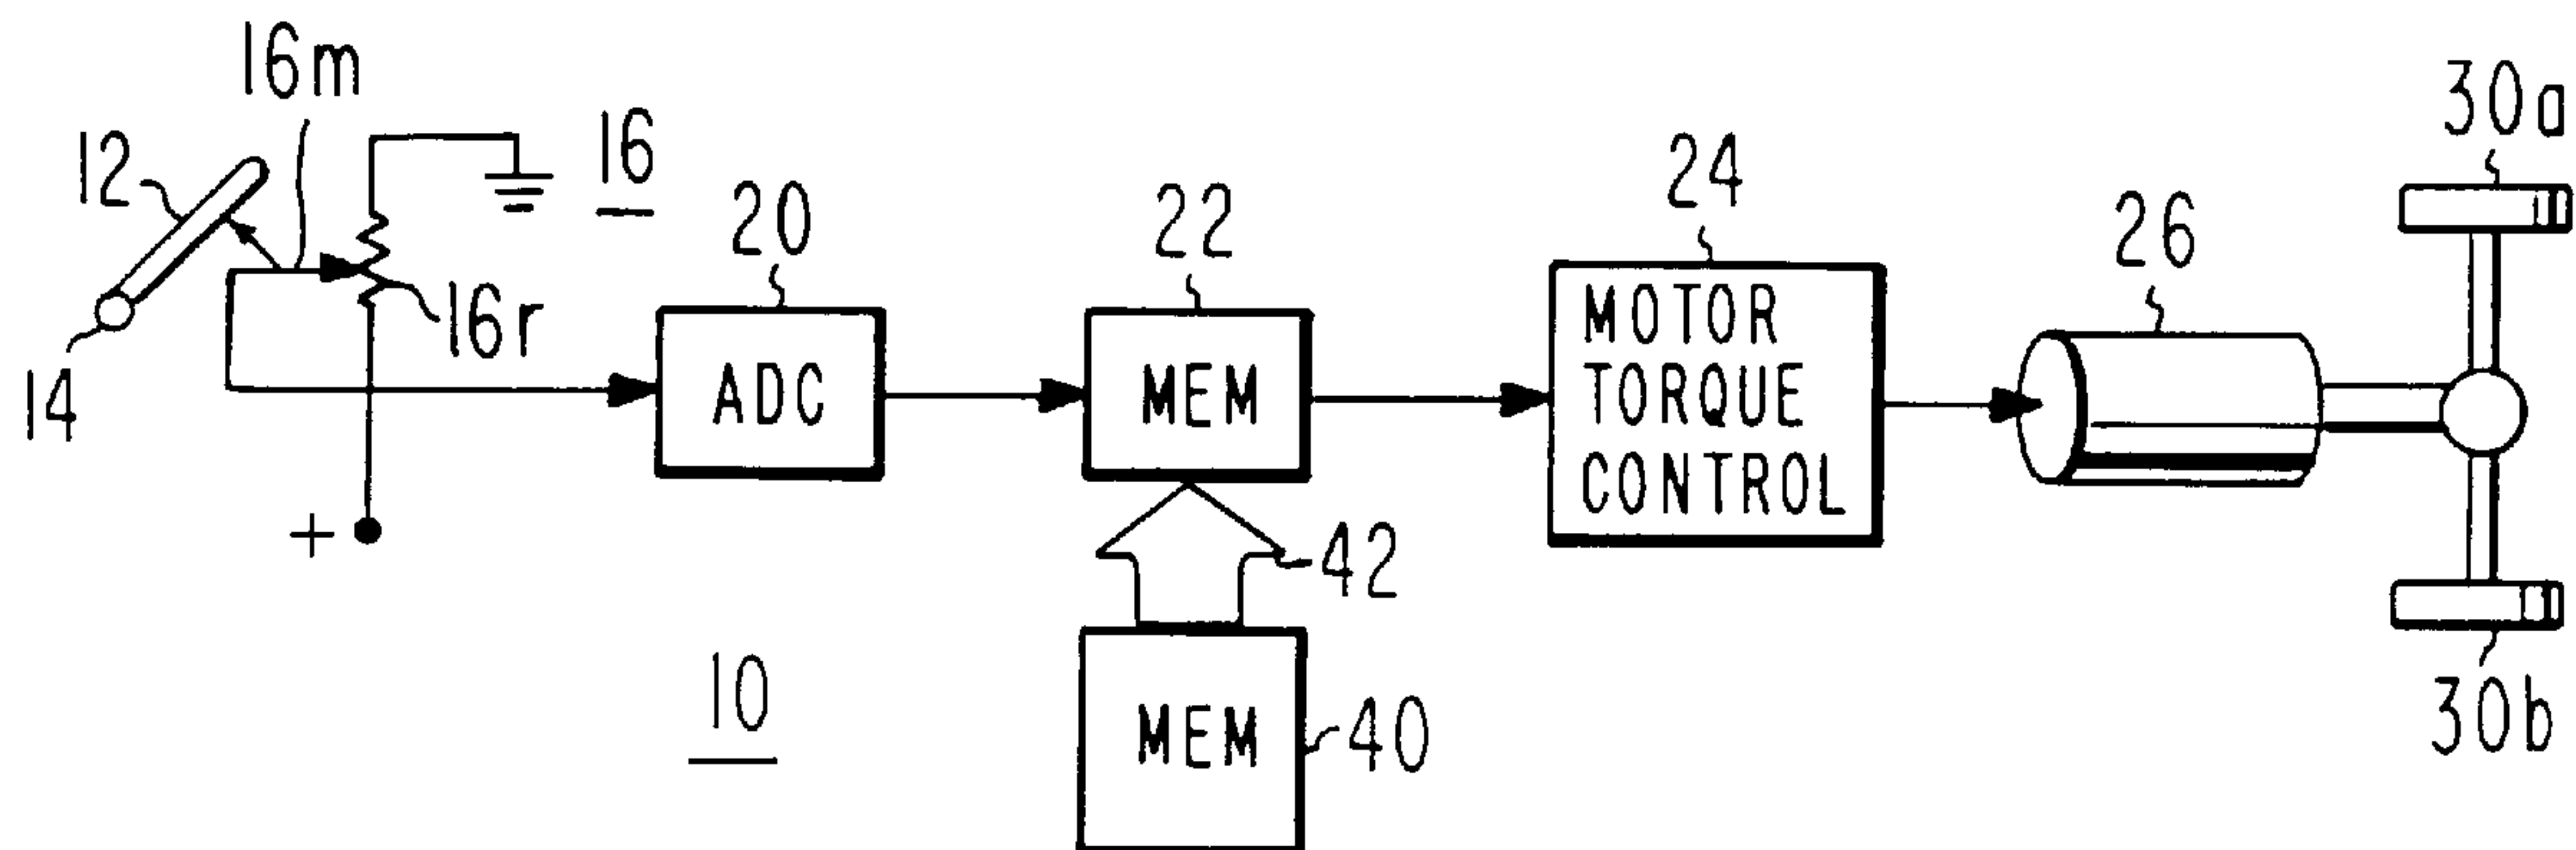 16m
16
12
14
16r
+
20
ADC
22
MEM
24
MOTOR
TORQUE
CONTROL
26
30a
30b
42
MEM
40
10